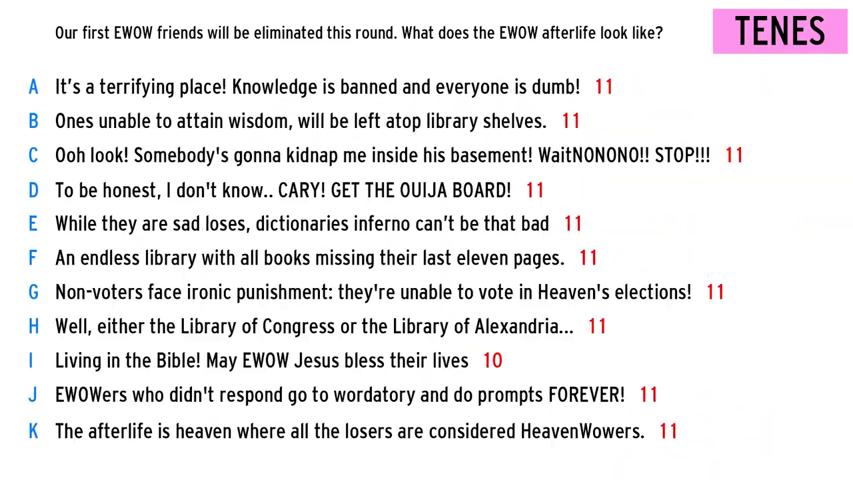 Our first EWOW friends will be eliminated this round. What does the EWOW afterlife look like? TENES
A It's a terrifying place! Knowledge is banned and everyone is dumb! 11
B Ones unable to attain wisdom, will be left atop library shelves. 11
C Ooh look! Somebody's gonna kidnap me inside his basement! WaitNONONO!! STOP!!! 11
D To be honest, I don't know.. CARY! GET THE OUIJA BOARD! 11
E While they are sad loses, dictionaries inferno can't be that bad 11
F An endless library with all books missing their last eleven pages. 11
G Non-voters face ironic punishment: they're unable to vote in Heaven's elections! 11
H Well, either the Library of Congress or the Library of Alexandria... 11
I Living in the Bible! May EWOW Jesus bless their lives 10
J EWOWers who didn't respond go to wordatory and do prompts FOREVER! 11
K The afterlife is heaven where all the losers are considered HeavenWowers. 11